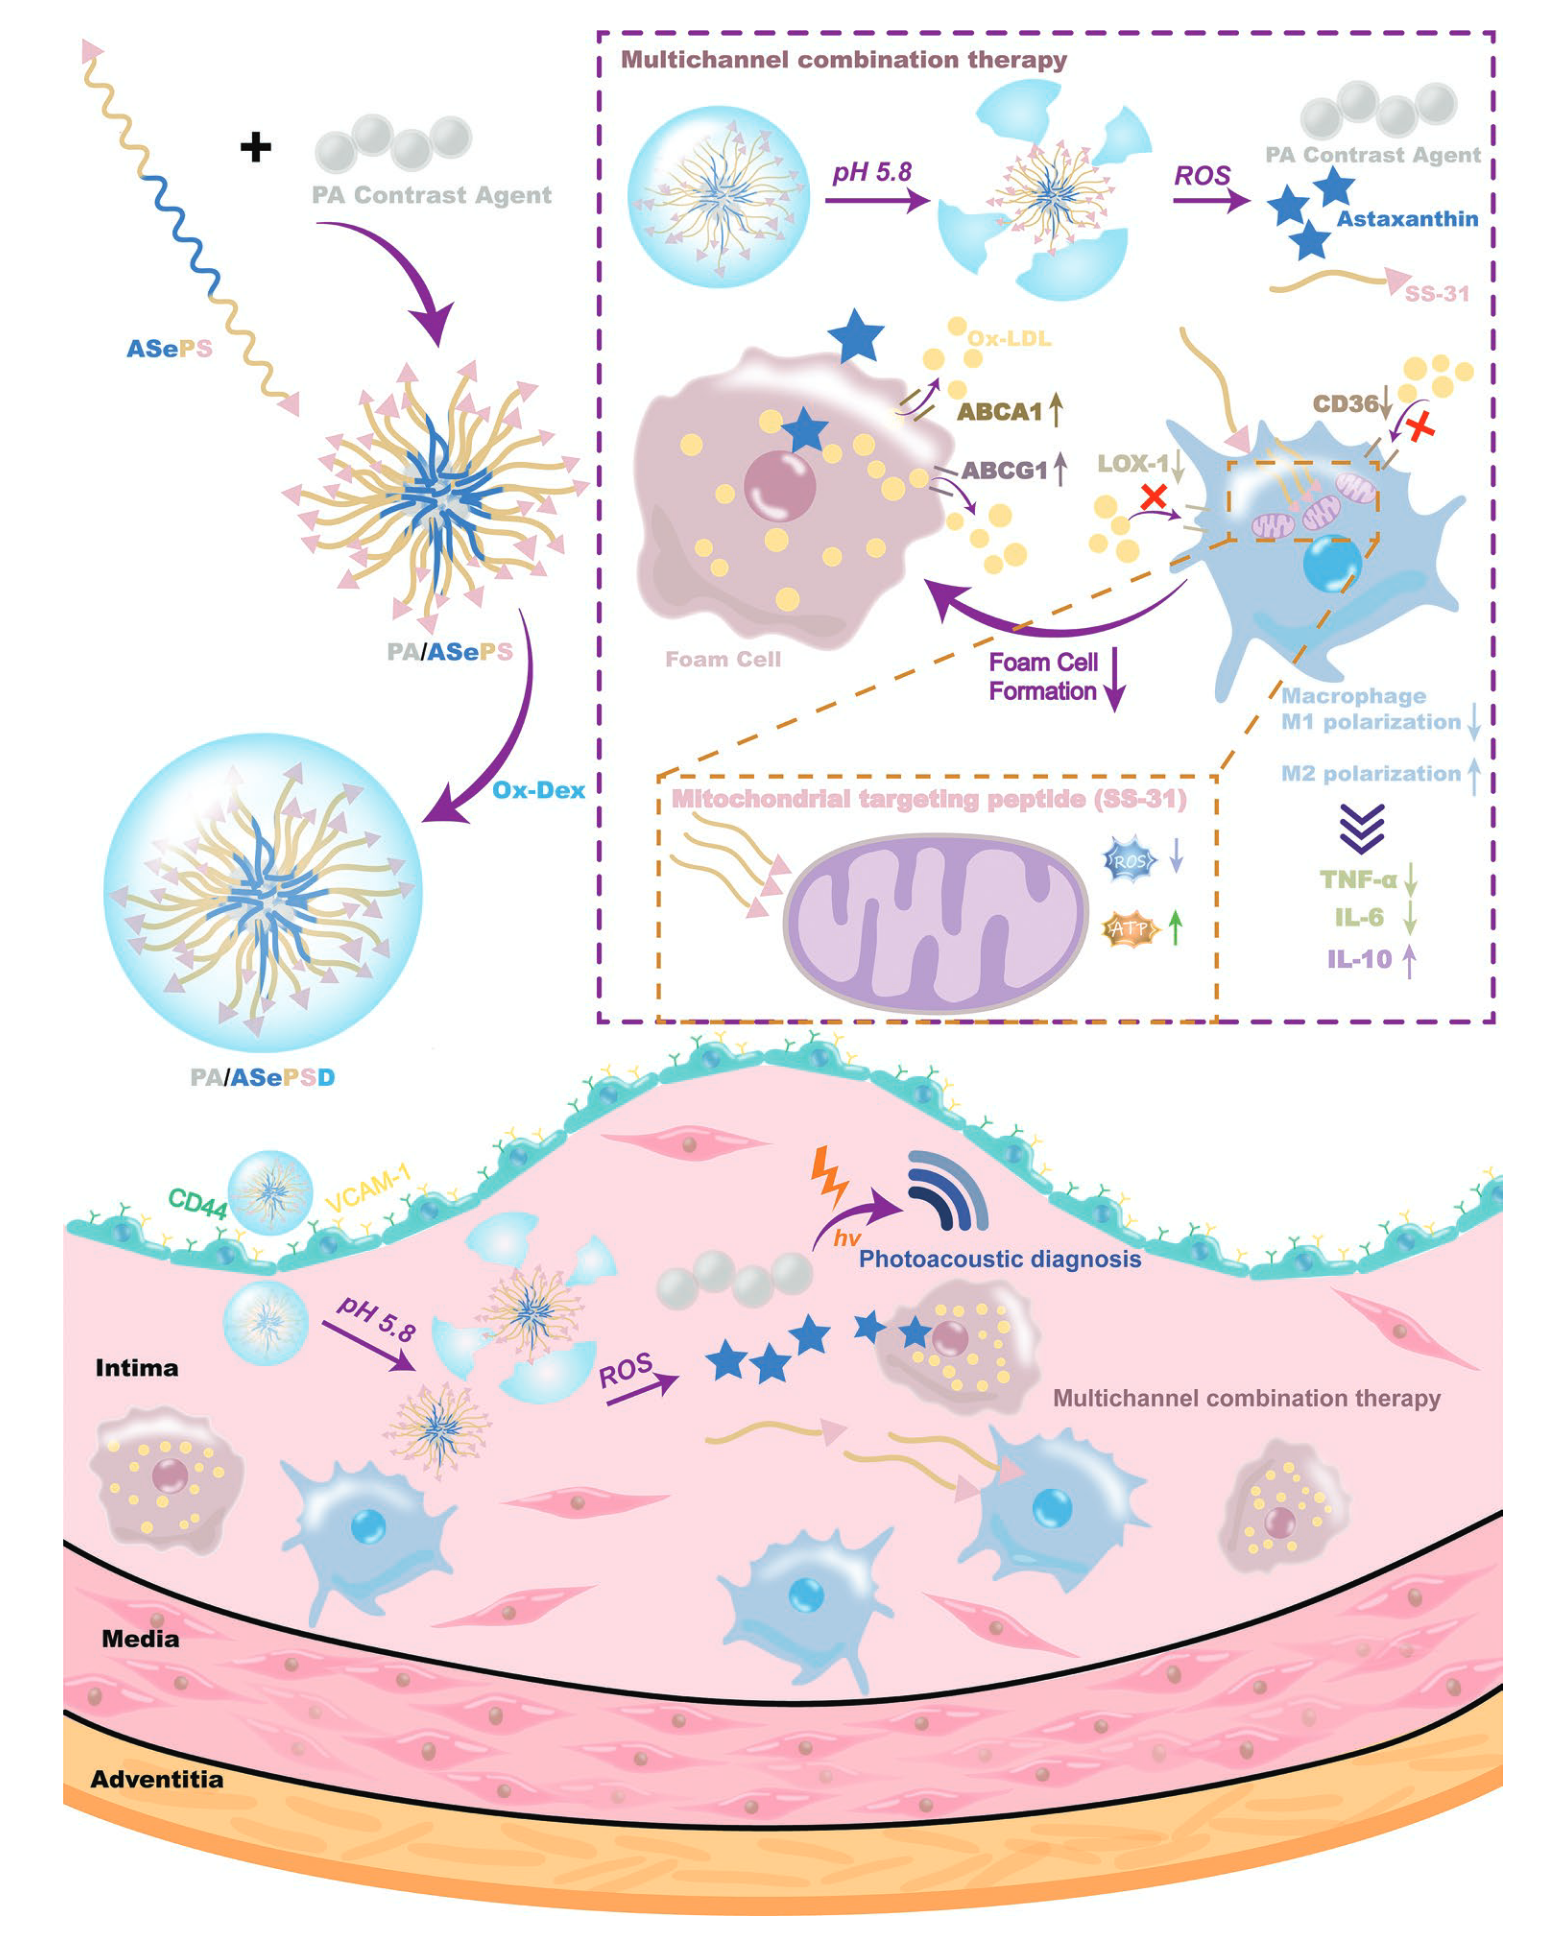 Multichannel combination therapy
+
PA Contrast Agent
ASePS
PA/ASePS
Ox-Dex
PA/ASePSD
pH 5.8
ROS
PA Contrast Agent
Astaxanthin
SS-31
Ox-LDL
ABCA1
ABCG1
CD36
LOX-1
Foam Cell
Foam Cell
Formation
Macrophage
M1 polarization
M2 polarization
TNF-α
IL-6
IL-10
Mitochondrial targeting peptide (SS-31)
ROS
ATP
CD44
VCAM-1
hv
Photoacoustic diagnosis
pH 5.8
ROS
Intima
Multichannel combination therapy
Media
Adventitia